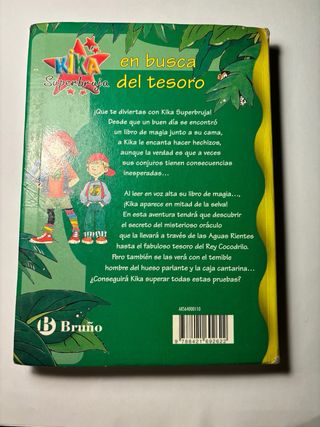 KIKA
Superbruja
en busca
del tesoro
¡Que te diviertas con Kika Superbruja!
Desde que un buen día se encontró
un libro de magia junto a su cama,
a Kika le encanta hacer hechizos,
aunque la verdad es que a veces
sus conjuros tienen consecuencias
inesperadas...
Al leer en voz alta su libro de magia...,
¡Kika aparece en mitad de la selva!
En esta aventura tendrá que descubrir
el secreto del misterioso oráculo
que la llevará a través de las Aguas Rientes
hasta el fabuloso tesoro del Rey Cocodrilo.
Pero también se las verá con el temible
hombre del hueso parlante y la caja cantarina...
¿Conseguirá Kika superar todas estas pruebas?
B Bruño
ARS64000110
9 788421 692622